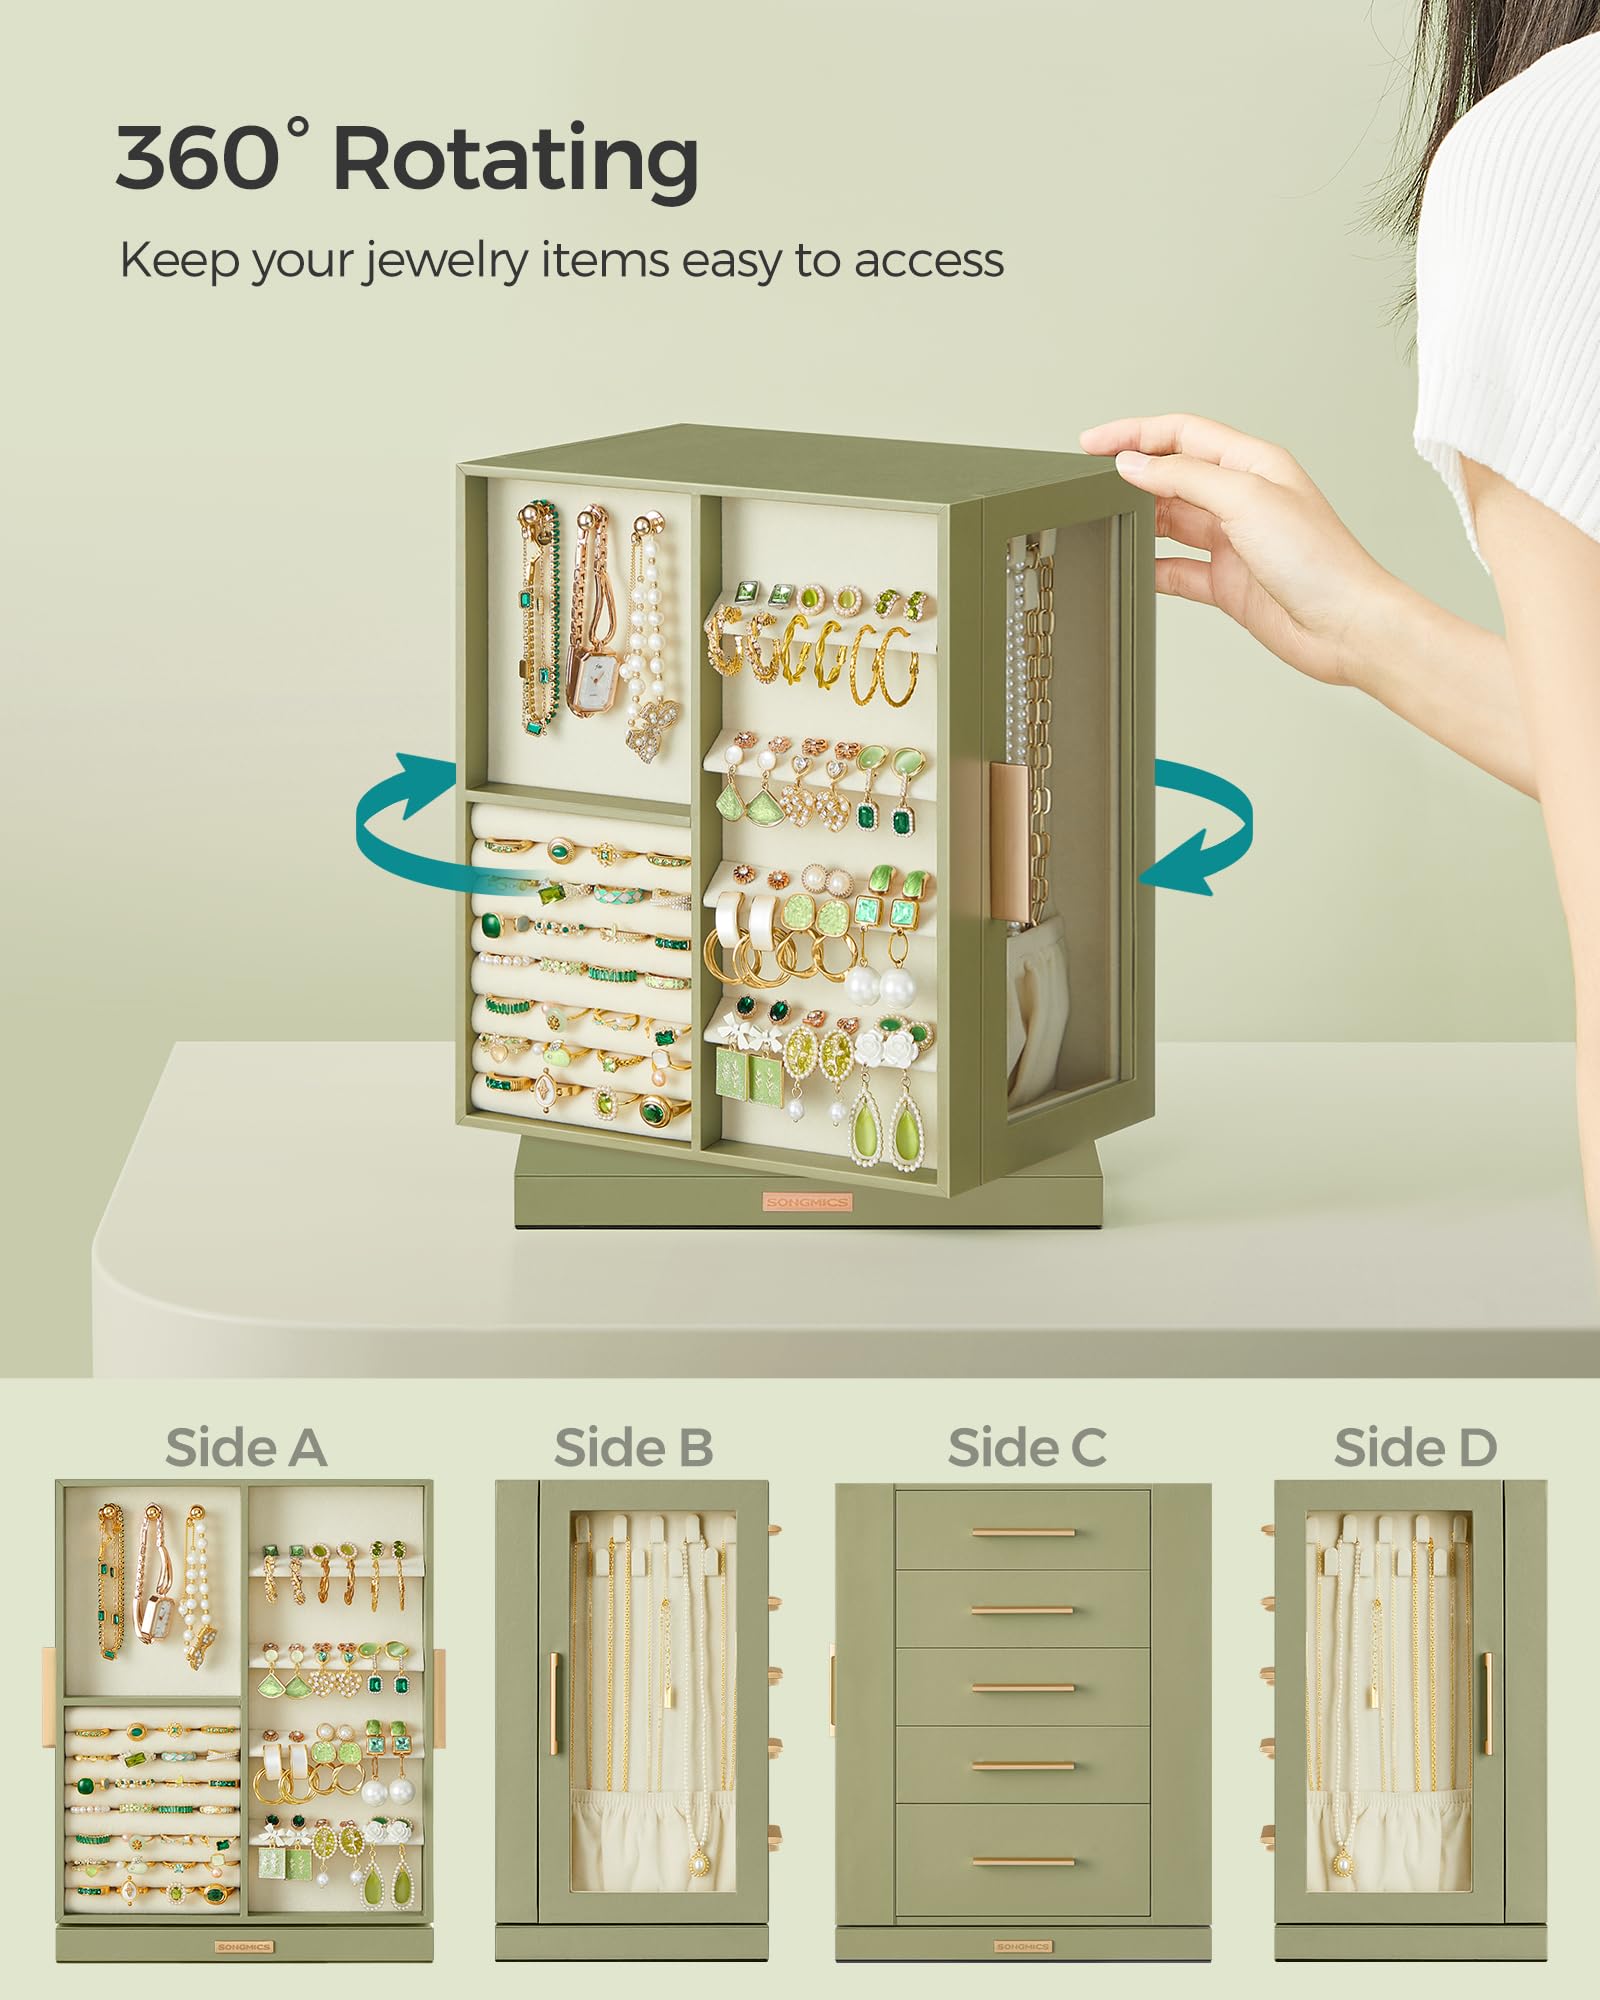 360° Rotating
Keep your jewelry items easy to access
SONGMICS
Side A
Side B
Side C
Side D
SONGMICS
SONGMICS